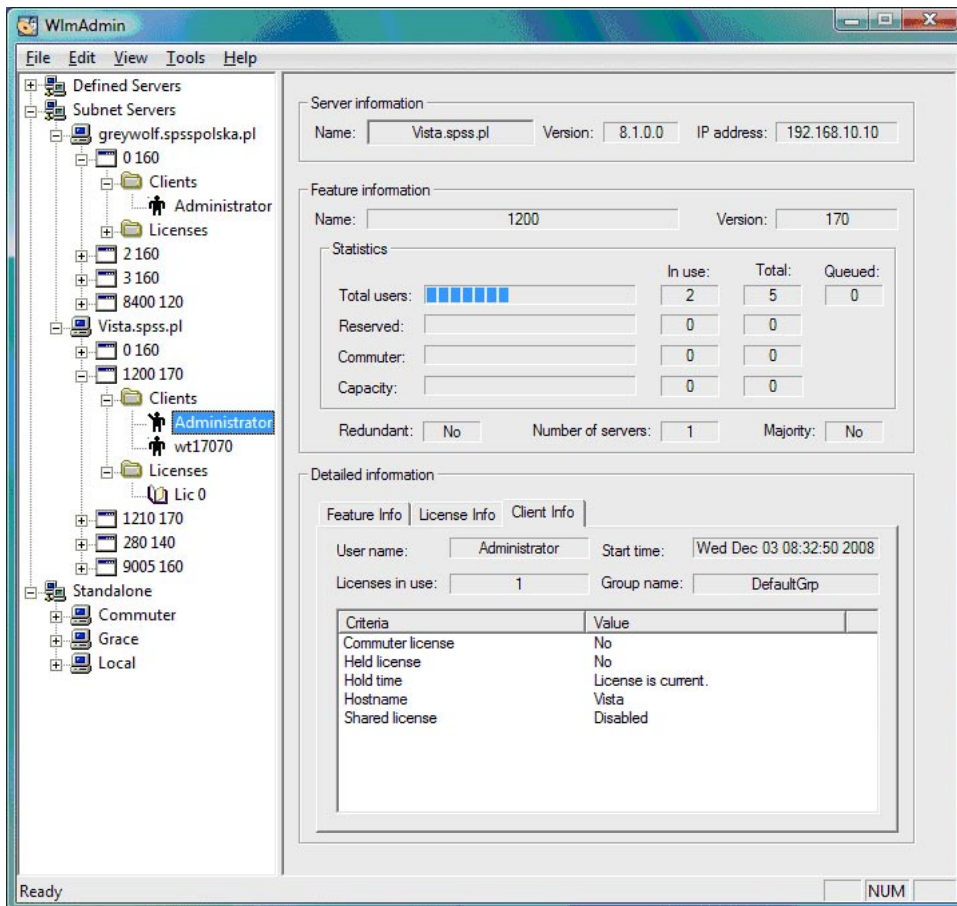 WlmAdmin
File Edit View Tools Help
Defined Servers
Subnet Servers
greywolf.spsspolska.pl
0 160
Clients
Administrator
Licenses
2 160
3 160
8400 120
Vista.spss.pl
0 160
1200 170
Clients
Administrator
wt17070
Licenses
Lic 0
1210 170
280 140
9005 160
Standalone
Commuter
Grace
Local
Server information
Name: Vista.spss.pl Version: 8.1.0.0 IP address: 192.168.10.10
Feature information
Name: 1200 Version: 170
Statistics
In use: Total: Queued:
Total users: 2 5 0
Reserved: 0 0
Commuter: 0 0
Capacity: 0 0
Redundant: No Number of servers: 1 Majority: No
Detailed information
Feature Info License Info Client Info
User name: Administrator Start time: Wed Dec 03 08:32:50 2008
Licenses in use: 1 Group name: DefaultGrp
Criteria Value
Commuter license No
Held license No
Hold time License is current.
Hostname Vista
Shared license Disabled
Ready NUM